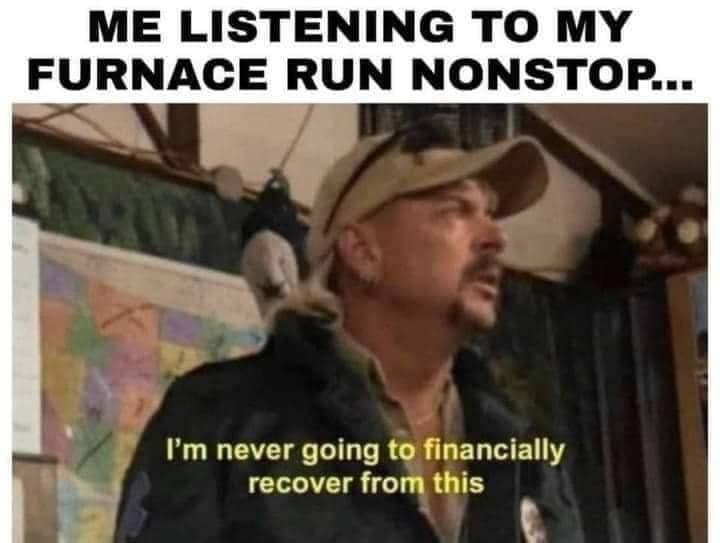 ME LISTENING TO MY
FURNACE RUN NONSTOP...
I'm never going to financially
recover from this